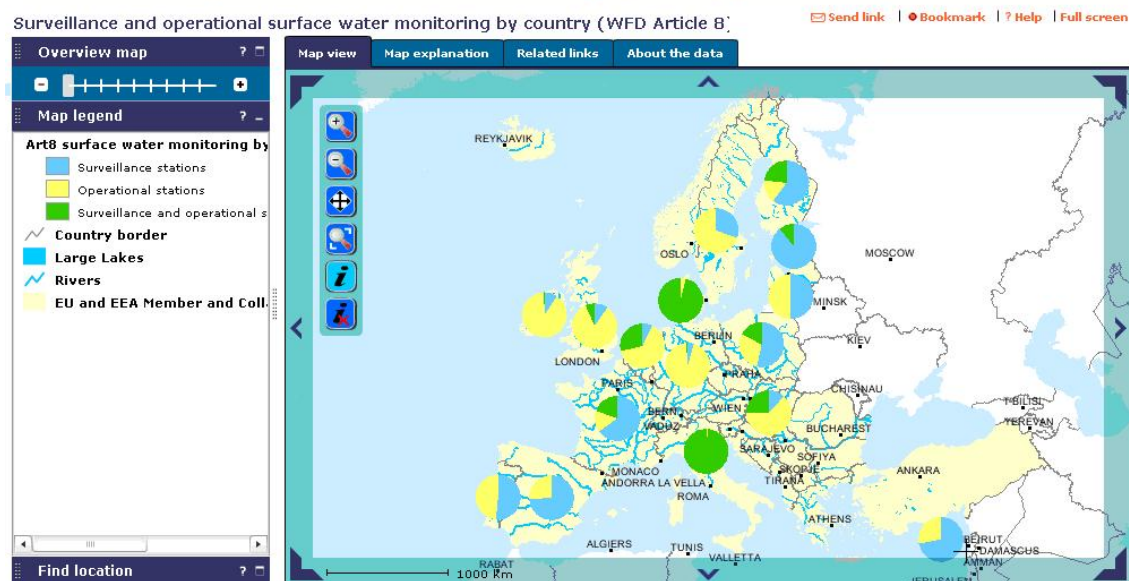 Surveillance and operational surface water monitoring by country (WFD Article 8)
Send link | Bookmark | ? Help | Full screen
Overview map ?
Map view Map explanation Related links About the data
Map legend ? -
Art8 surface water monitoring by
Surveillance stations
Operational stations
Surveillance and operational s
Country border
Large Lakes
Rivers
EU and EEA Member and Coll.
Find location ?
REYKJAVIK
OSLO
MOSCOW
MINSK
BERLIN
LONDON
KIEV
PRAHA
PARIS
CHISINAU
WIEN
BERN
VADUZ
T·BILISI
YEREVAN
BUCHAREST
SARAJEVO
SOFIYA
SKOPJE
MONACO
ANKARA
ANDORRA LA VELLA
TIRANA
ROMA
ATHENS
BEIRUT
ALGIERS
TUNIS
DAMASCUS
VALLETTA
AMMAN
RABAT
1000 Km
JERUSALEM